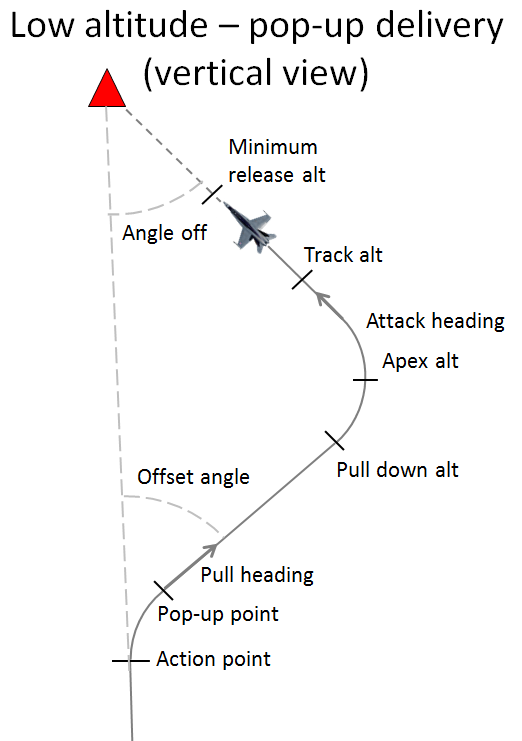 Low altitude – pop-up delivery
(vertical view)
Minimum
release alt
Angle off
Track alt
Attack heading
Apex alt
Pull down alt
Offset angle
Pull heading
Pop-up point
Action point